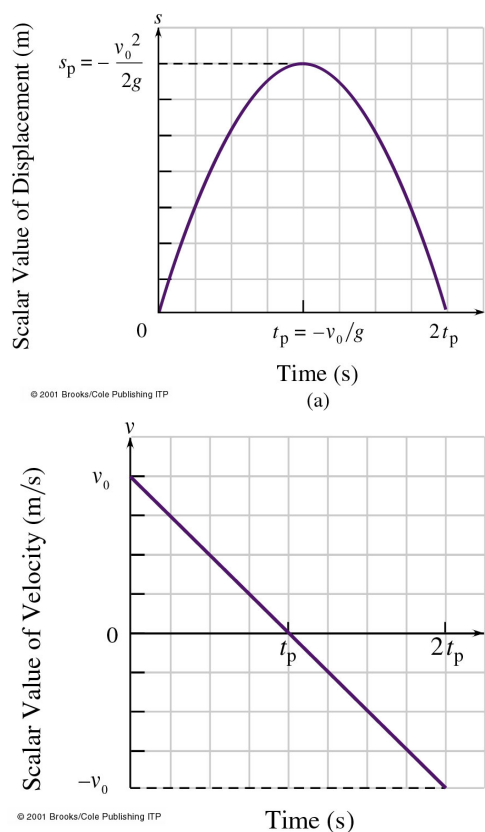 s
Scalar Value of Displacement (m)
sₚ = − v₀²/2g
0
tₚ = −v₀/g
2tₚ
Time (s)
© 2001 Brooks/Cole Publishing ITP
(a)
v
Scalar Value of Velocity (m/s)
v₀
0
tₚ
2tₚ
−v₀
© 2001 Brooks/Cole Publishing ITP
Time (s)